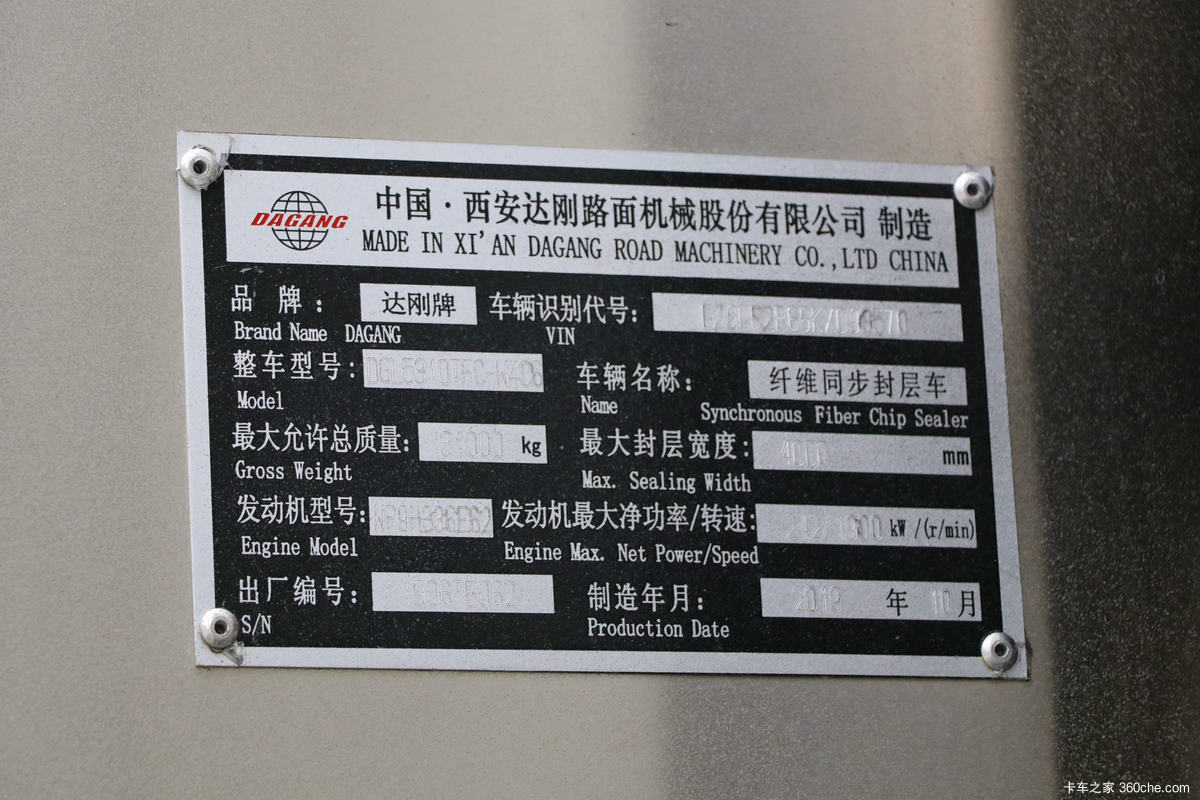 DAGANG
中国·西安达刚路面机械股份有限公司 制造
MADE IN XI'AN DAGANG ROAD MACHINERY CO.,LTD CHINA
品 牌: 达刚牌 车辆识别代号:
Brand Name DAGANG VIN
整车型号: 车辆名称: 纤维同步封层车
Model Name Synchronous Fiber Chip Sealer
最大允许总质量: kg 最大封层宽度: 4000 mm
Gross Weight Max. Sealing Width
发动机型号: WP9H336E62 发动机最大净功率/转速: kW /(r/min)
Engine Model Engine Max. Net Power/Speed
出厂编号: 制造年月: 2019 年 10 月
S/N Production Date
卡车之家 360che.com